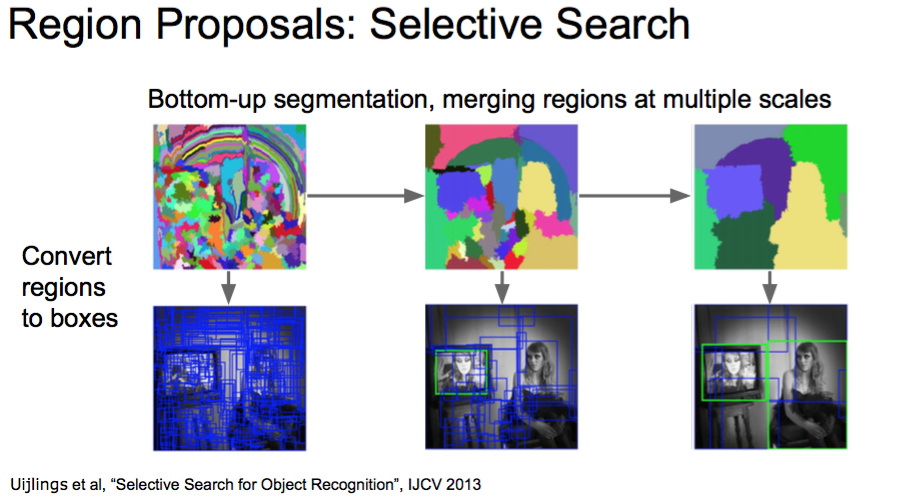 Region Proposals: Selective Search
Bottom-up segmentation, merging regions at multiple scales
Convert
regions
to boxes
Uijlings et al, “Selective Search for Object Recognition”, IJCV 2013